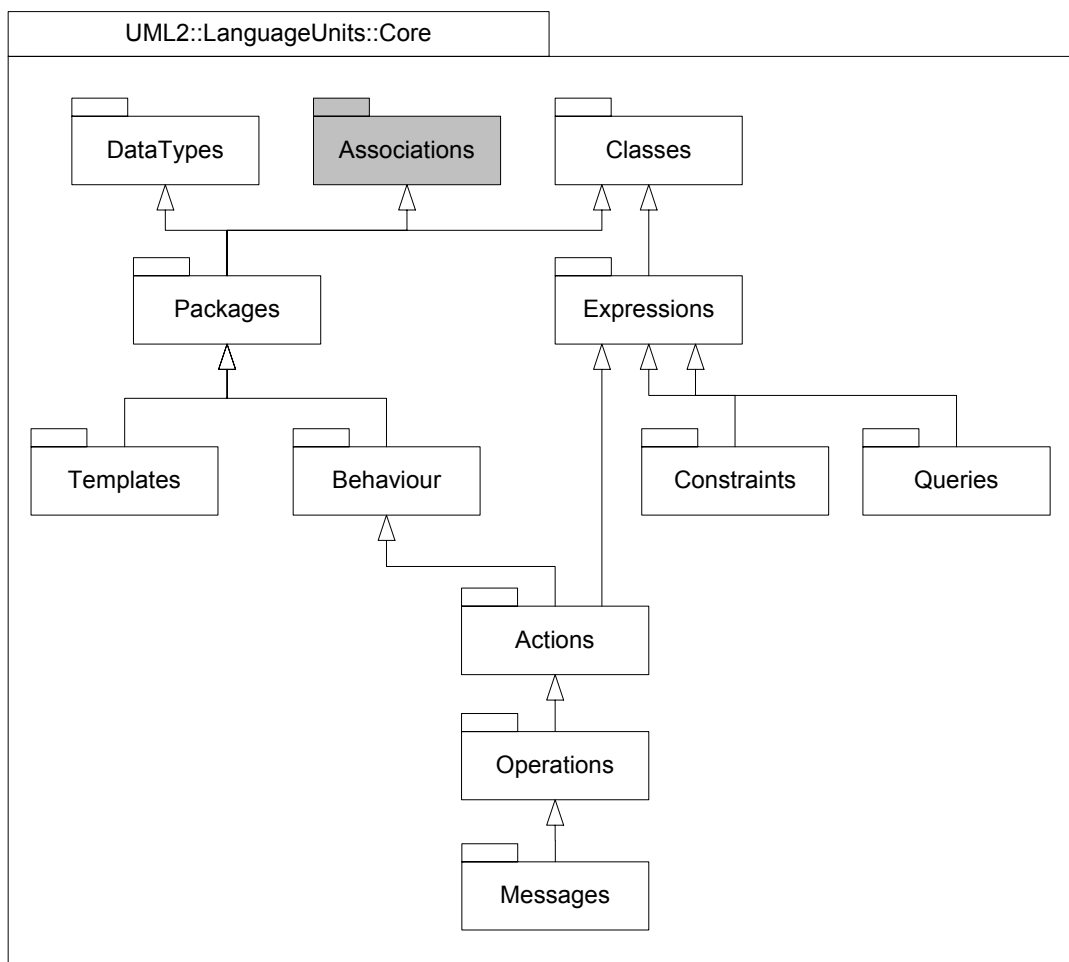 UML2::LanguageUnits::Core
DataTypes
Associations
Classes
Packages
Expressions
Templates
Behaviour
Constraints
Queries
Actions
Operations
Messages